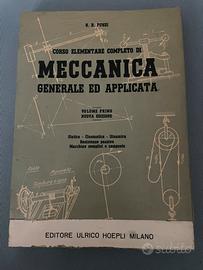 CORSO ELEMENTARE COMPLETO DI
MECCANICA
GENERALE ED APPLICATA
VOLUME PRIMO
NUOVA EDIZIONE
Statica - Cinematica - Dinamica
Resistenze passive
Macchine semplici e composte
EDITORE ULRICO HOEPLI MILANO
subito